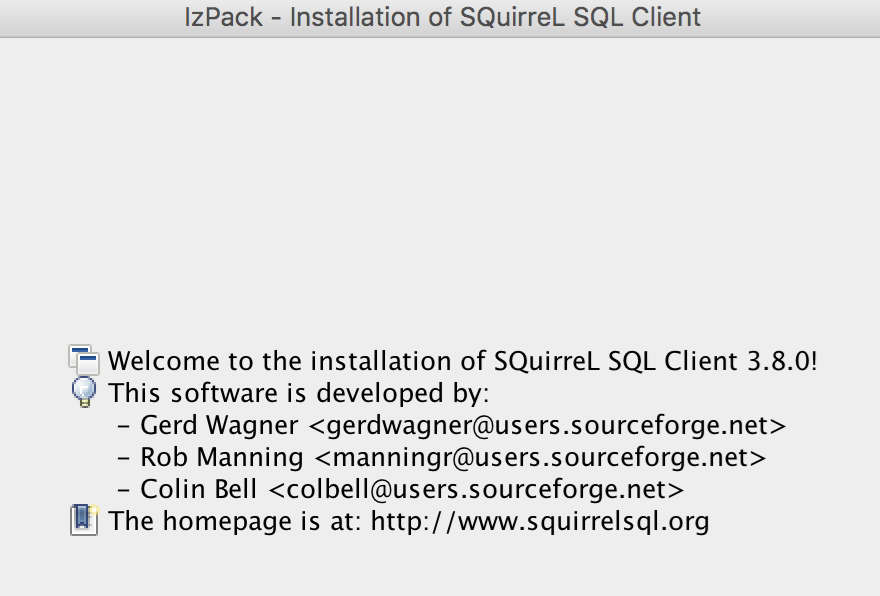 IzPack - Installation of SQuirreL SQL Client
Welcome to the installation of SQuirreL SQL Client 3.8.0!
This software is developed by:
- Gerd Wagner <gerdwagner@users.sourceforge.net>
- Rob Manning <manningr@users.sourceforge.net>
- Colin Bell <colbell@users.sourceforge.net>
The homepage is at: http://www.squirrelsql.org